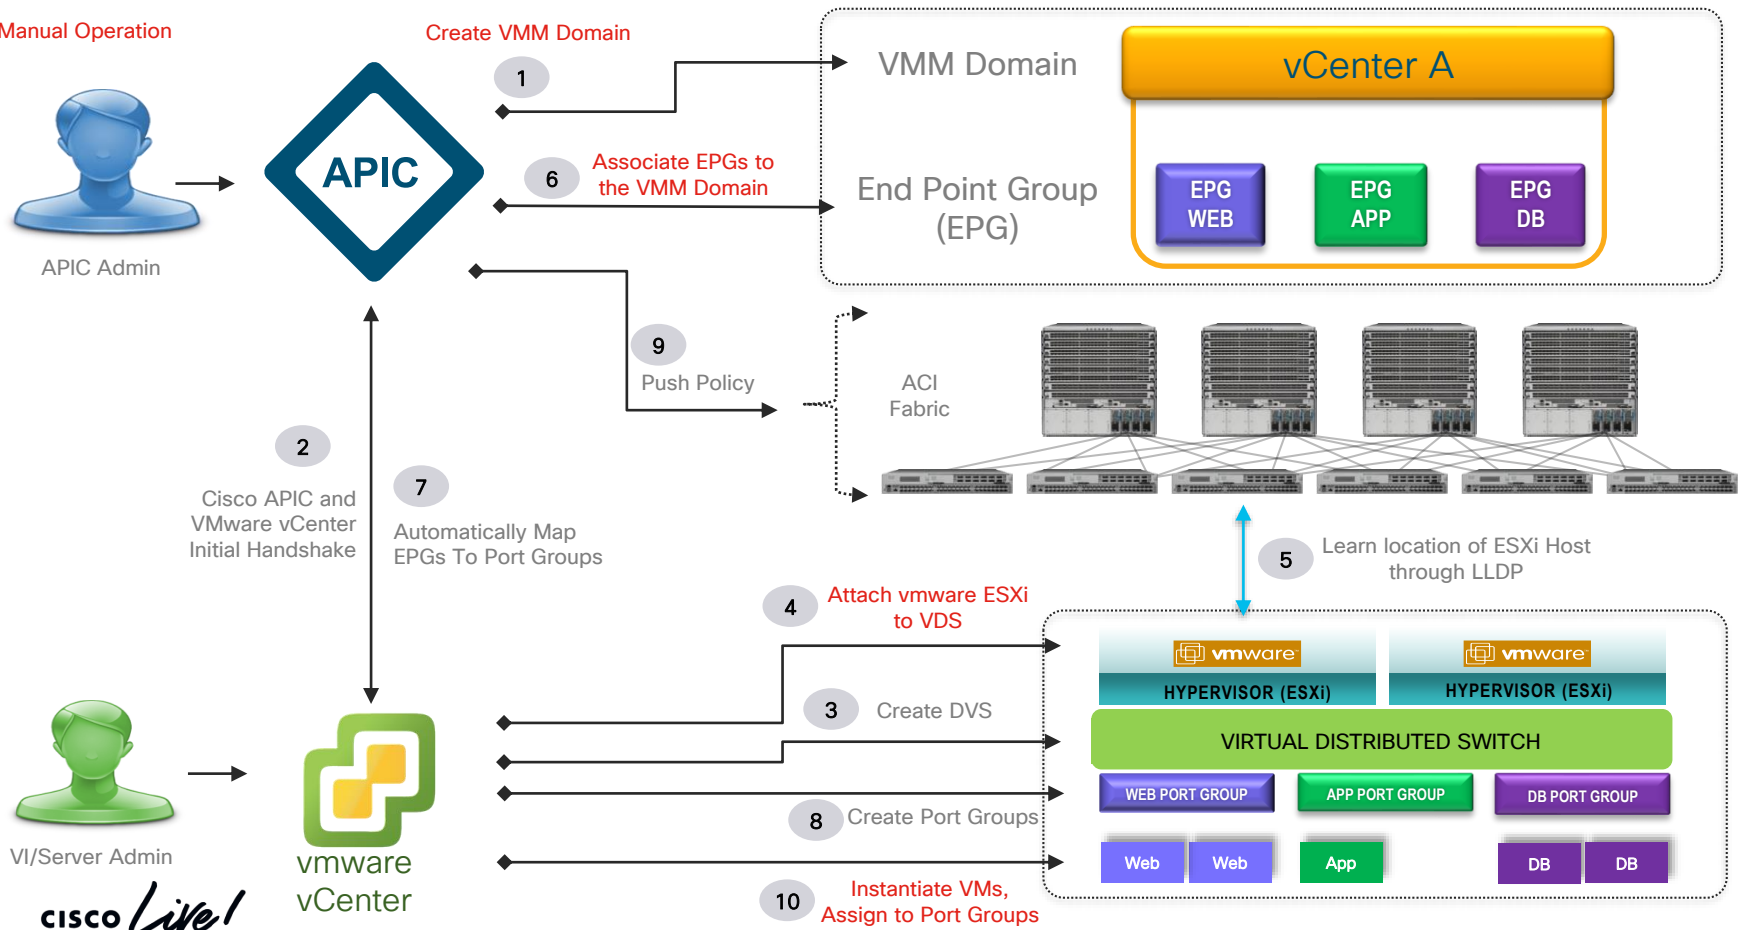 Manual Operation
Create VMM Domain
1
VMM Domain
vCenter A
APIC
6
Associate EPGs to
the VMM Domain
End Point Group
(EPG)
EPG
WEB
EPG
APP
EPG
DB
APIC Admin
9
Push Policy
ACI
Fabric
2
Cisco APIC and
VMware vCenter
Initial Handshake
7
Automatically Map
EPGs To Port Groups
5
Learn location of ESXi Host
through LLDP
4
Attach vmware ESXi
to VDS
vmware
HYPERVISOR (ESXi)
vmware
HYPERVISOR (ESXi)
3
Create DVS
VIRTUAL DISTRIBUTED SWITCH
WEB PORT GROUP
APP PORT GROUP
DB PORT GROUP
8
Create Port Groups
VI/Server Admin
vmware
vCenter
Web
Web
App
DB
DB
10
Instantiate VMs,
Assign to Port Groups
CISCO Live!